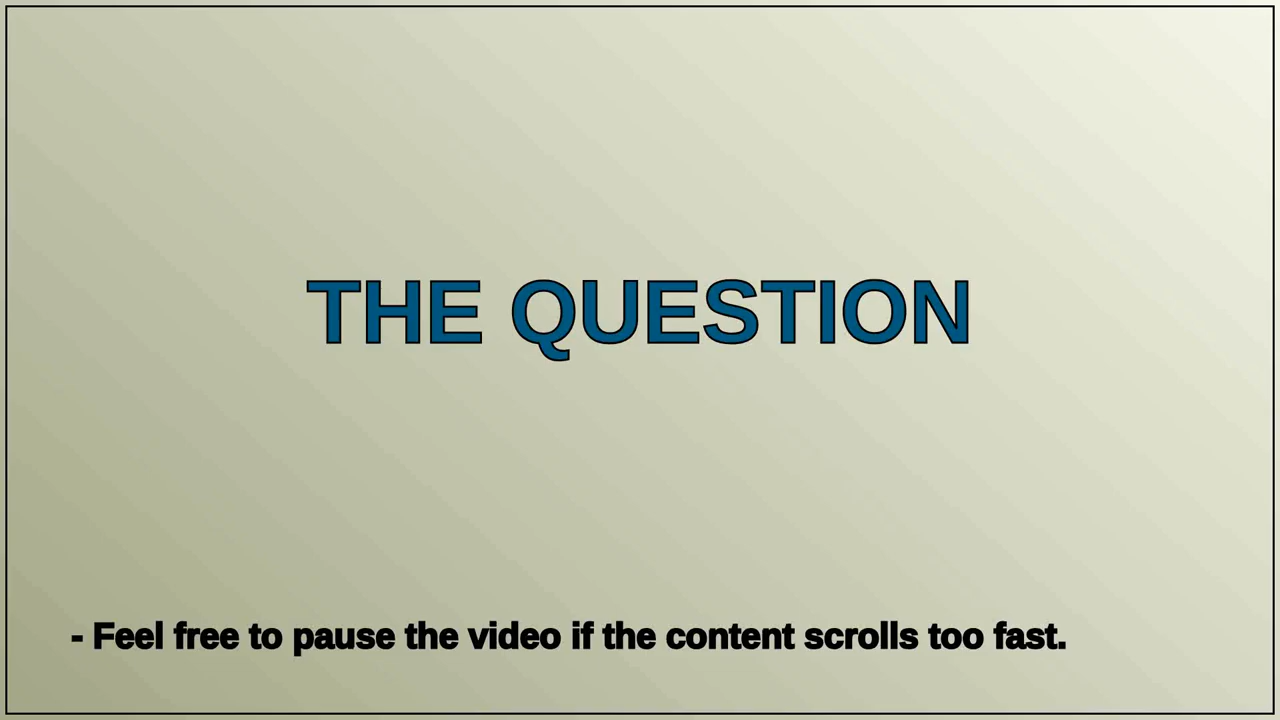 THE QUESTION
- Feel free to pause the video if the content scrolls too fast.